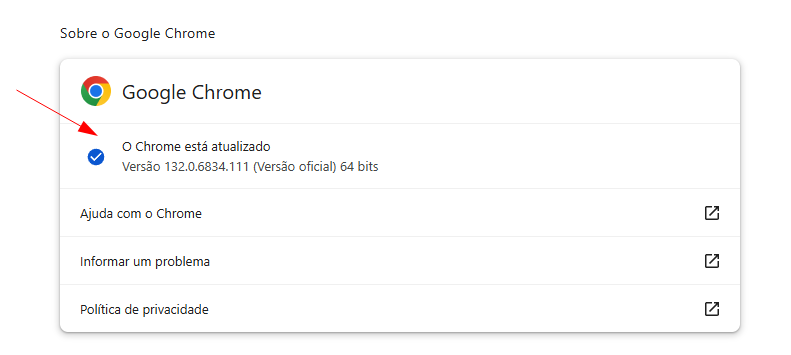 Sobre o Google Chrome
Google Chrome
O Chrome está atualizado
Versão 132.0.6834.111 (Versão oficial) 64 bits
Ajuda com o Chrome
Informar um problema
Política de privacidade